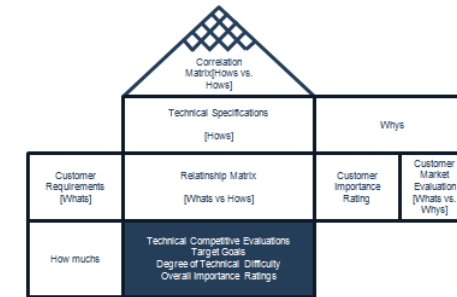 Correlation
Matrix[Hows vs.
Hows]
Technical Specifications
[Hows]
Whys
Customer
Requirements
[Whats]
Relatinship Matrix
[Whats vs Hows]
Customer
Importance
Rating
Customer
Market
Evaluation
[Whats vs.
Whys]
How muchs
Technical Competitive Evaluations
Target Goals
Degree of Technical Difficulty
Overall Importance Ratings